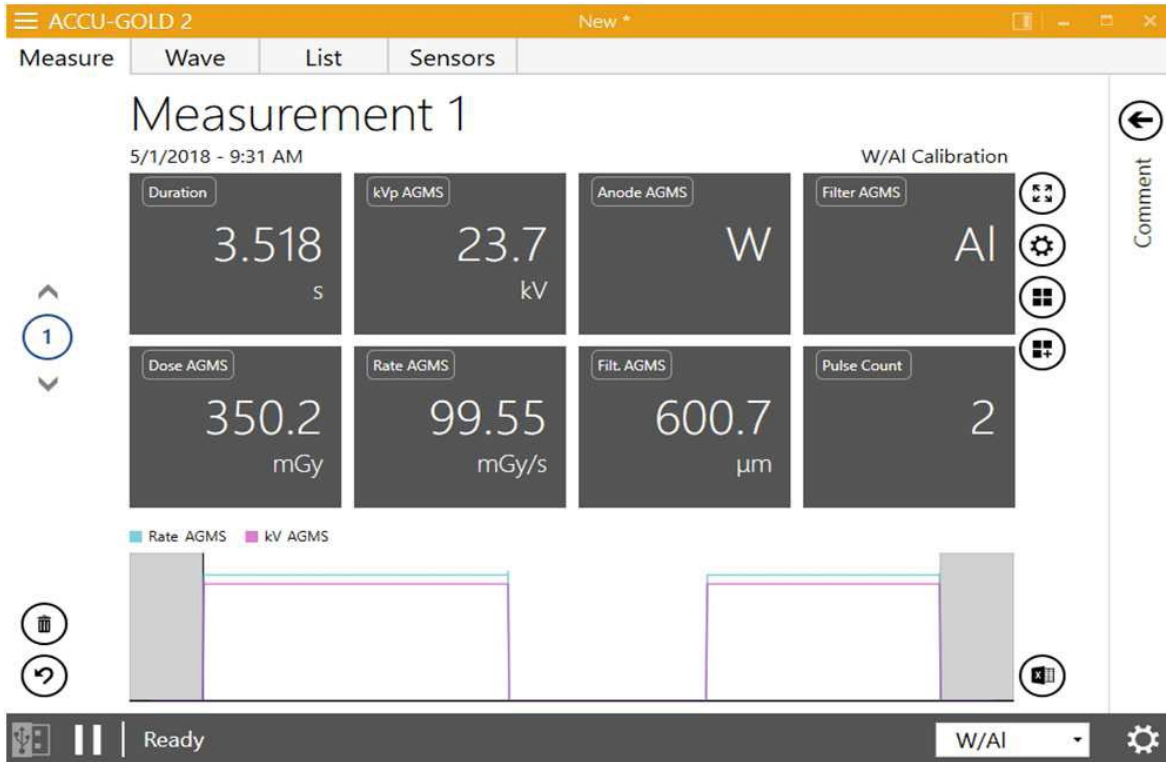 ACCU-GOLD 2
New *
Measure Wave List Sensors
Measurement 1
5/1/2018 - 9:31 AM W/Al Calibration
Comment
Duration kVp AGMS Anode AGMS Filter AGMS
3.518 23.7 W Al
s kV
1
Dose AGMS Rate AGMS Filt. AGMS Pulse Count
350.2 99.55 600.7 2
mGy mGy/s µm
Rate AGMS kV AGMS
Ready W/Al